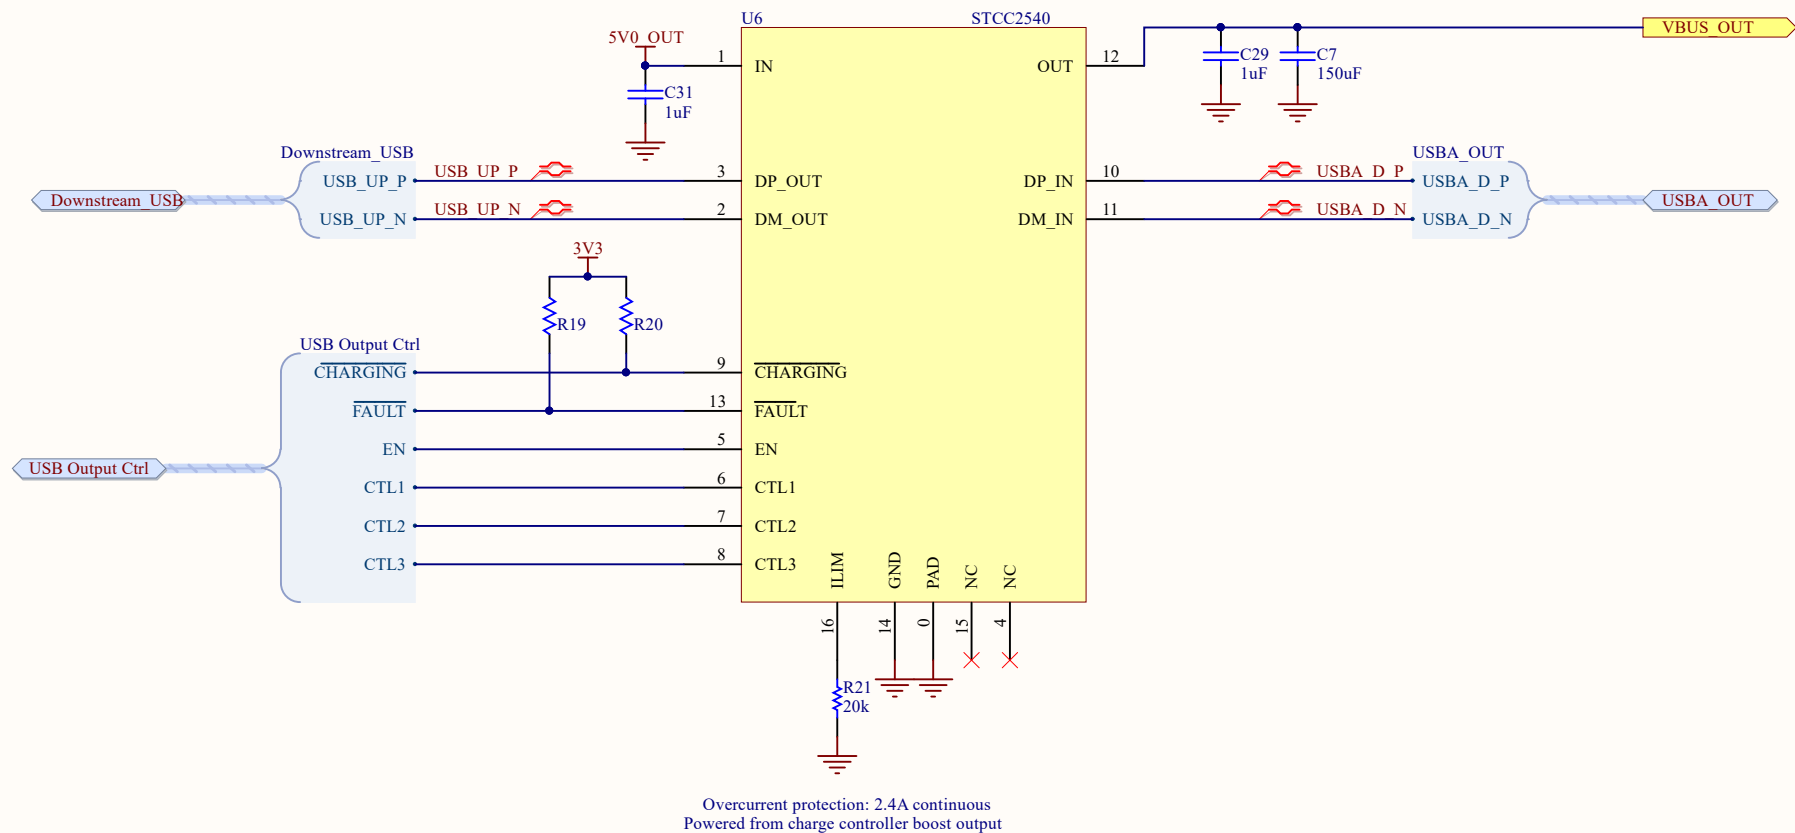 U6
STCC2540
5V0_OUT
VBUS_OUT
1
IN
OUT
12
C29
1uF
C7
150uF
C31
1uF
Downstream_USB
USBA_OUT
Downstream_USB
USB_UP_P
USB_UP_P
3
DP_OUT
DP_IN
10
USBA_D_P
USBA_D_P
USBA_OUT
USB_UP_N
USB_UP_N
2
DM_OUT
DM_IN
11
USBA_D_N
USBA_D_N
3V3
R19
R20
USB Output Ctrl
CHARGING
9
CHARGING
FAULT
13
FAULT
EN
5
EN
USB Output Ctrl
CTL1
6
CTL1
CTL2
7
CTL2
CTL3
8
CTL3
ILIM
GND
PAD
NC
NC
16
14
0
15
4
R21
20k
Overcurrent protection: 2.4A continuous
Powered from charge controller boost output